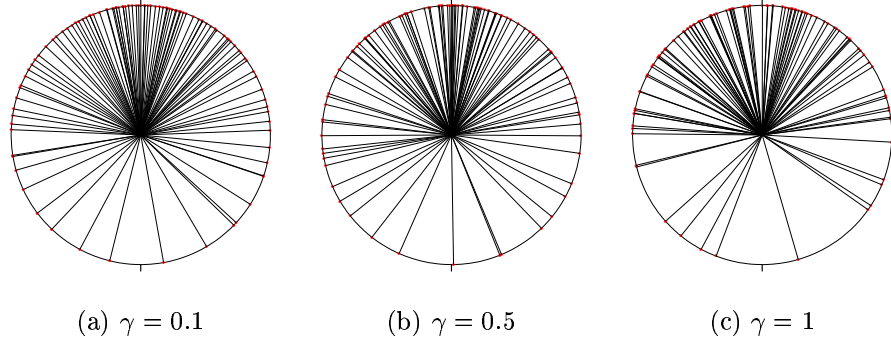 (a) γ = 0.1 (b) γ = 0.5 (c) γ = 1